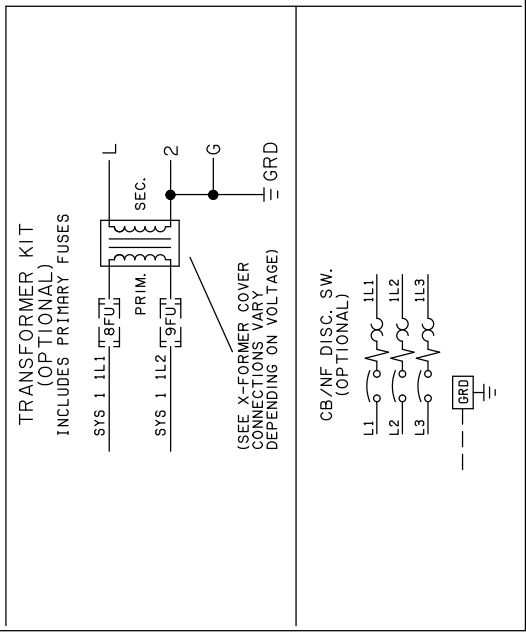 TRANSFORMER KIT
(OPTIONAL)
INCLUDES PRIMARY FUSES
SYS 1 1L1
8FU
L
PRIM.
SEC.
SYS 1 1L2
9FU
2
G
GRD
(SEE X-FORMER COVER
CONNECTIONS VARY
DEPENDING ON VOLTAGE)
CB/NF DISC. SW.
(OPTIONAL)
L1
1L1
L2
1L2
L3
1L3
GRD